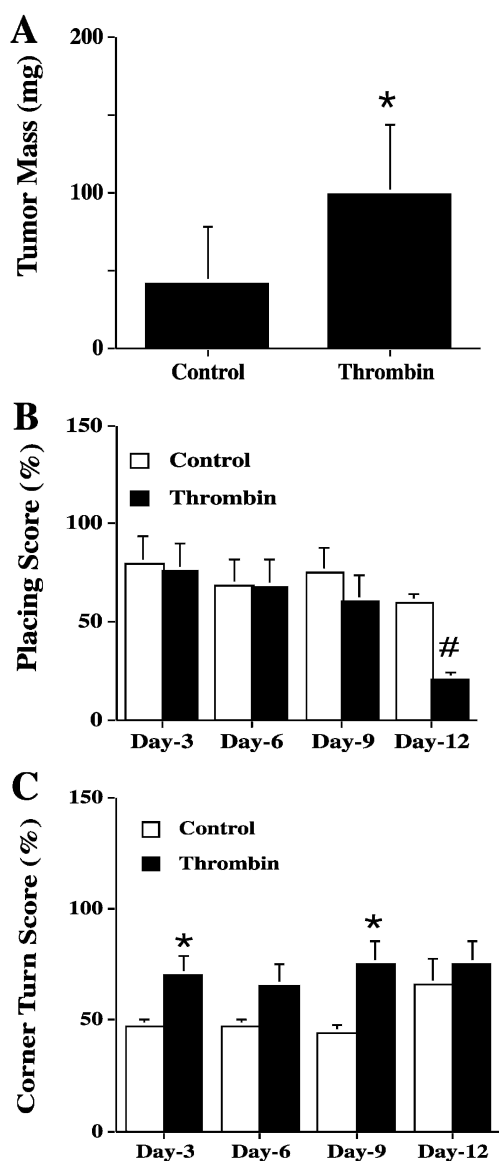 A
Tumor Mass (mg)
200
100
0
*
Control
Thrombin
B
Placing Score (%)
150
100
50
0
Control
Thrombin
#
Day-3
Day-6
Day-9
Day-12
C
Corner Turn Score (%)
150
100
50
0
Control
Thrombin
*
*
Day-3
Day-6
Day-9
Day-12